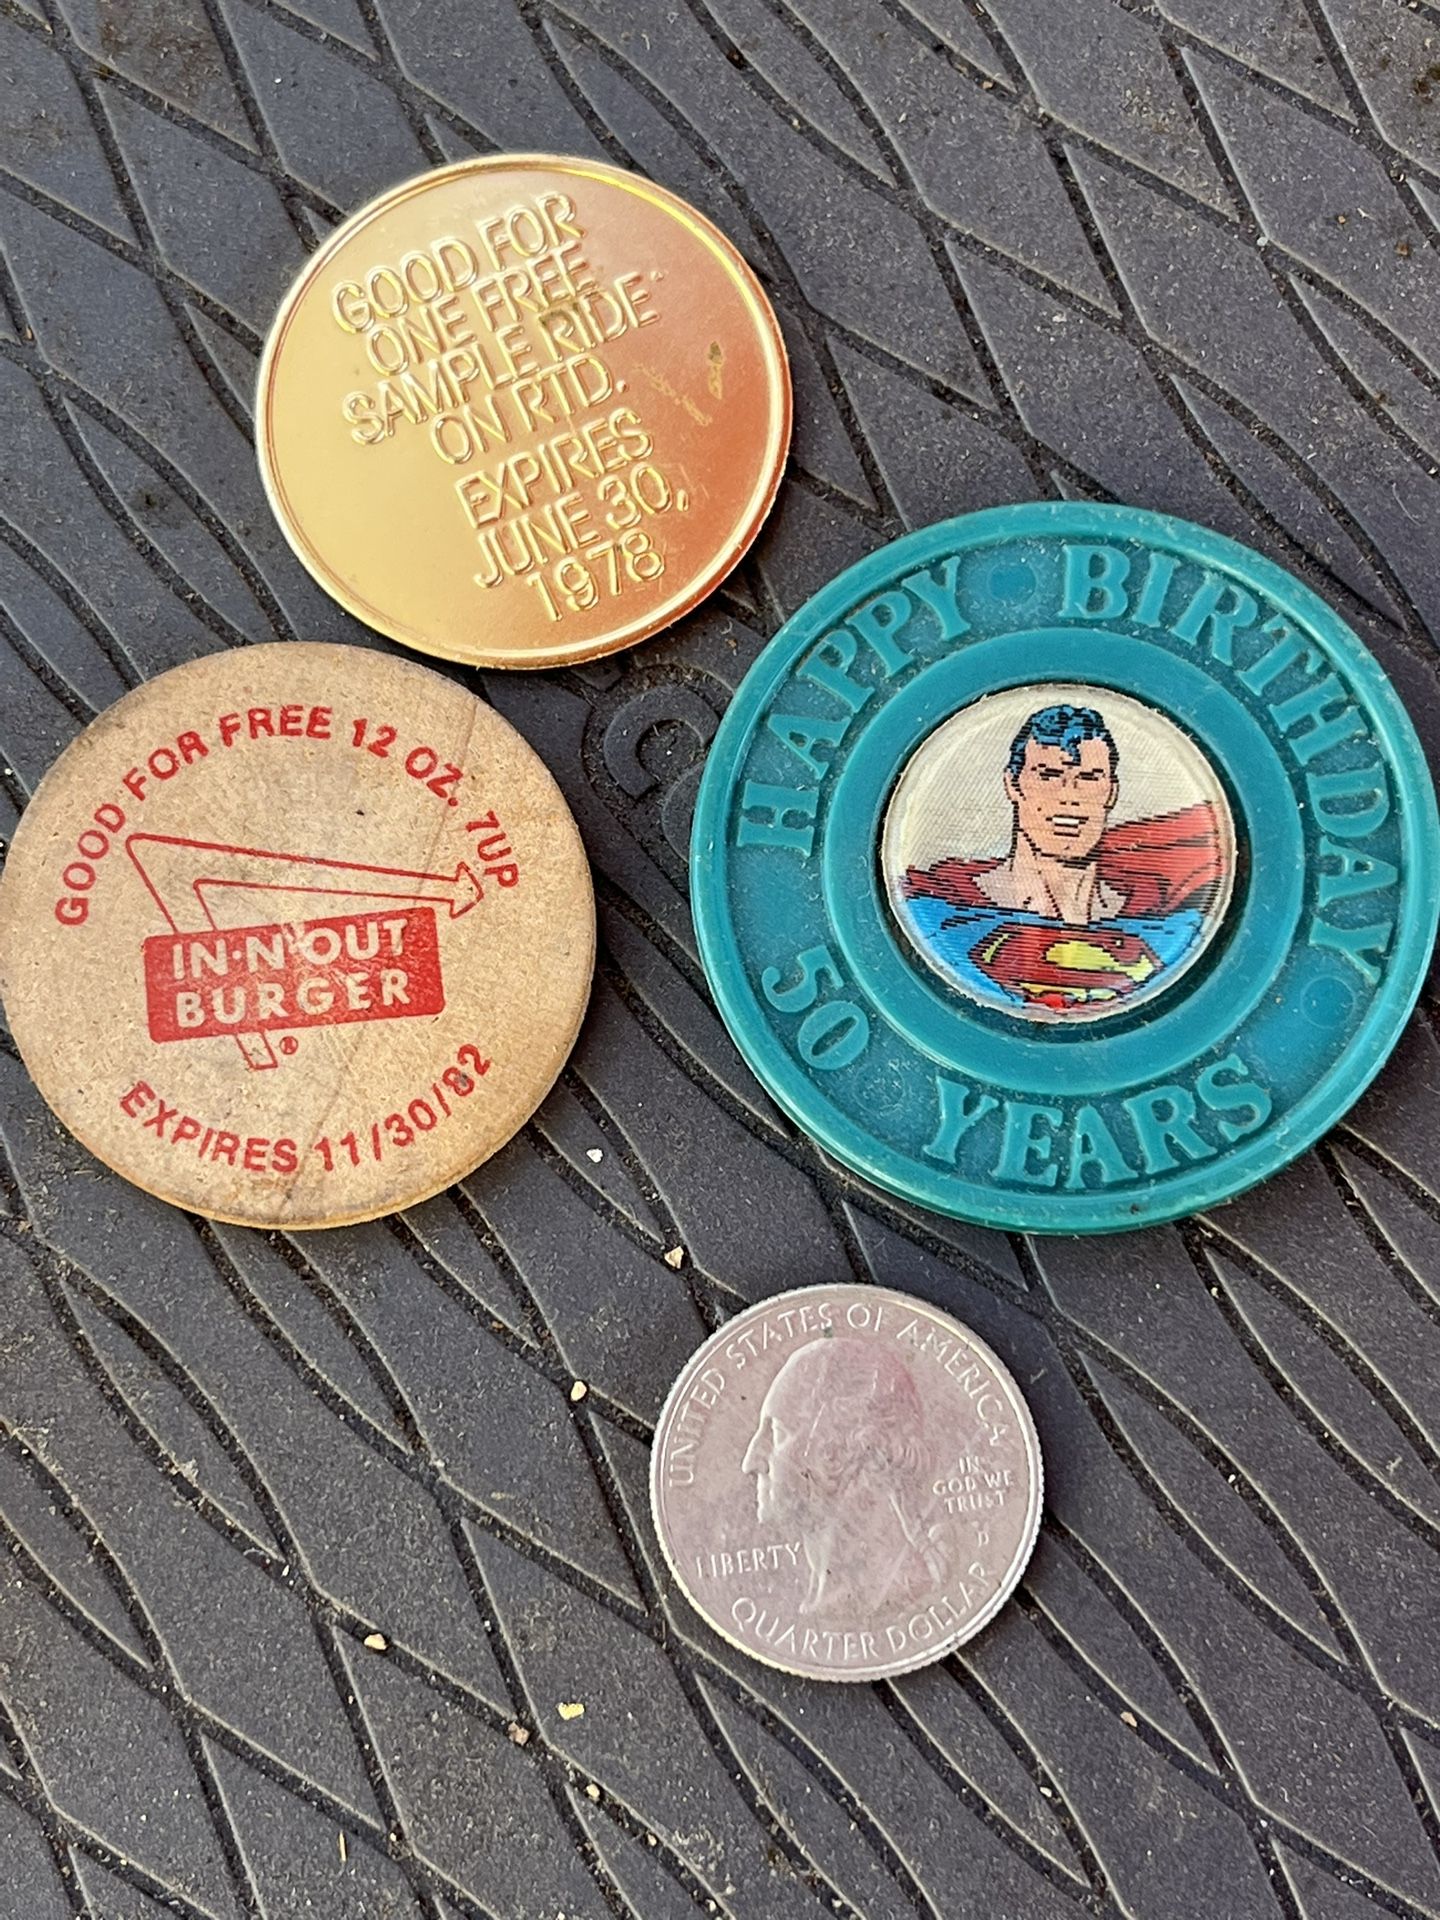 GOOD FOR
ONE FREE
SAMPLE RIDE
ON RTD.
EXPIRES
JUNE 30,
1978
HAPPY BIRTHDAY
50 YEARS
GOOD FOR FREE 12 OZ. 7UP
IN-N-OUT
BURGER
®
EXPIRES 11/30/82
UNITED STATES OF AMERICA
IN
GOD WE
TRUST
D
LIBERTY
QUARTER DOLLAR